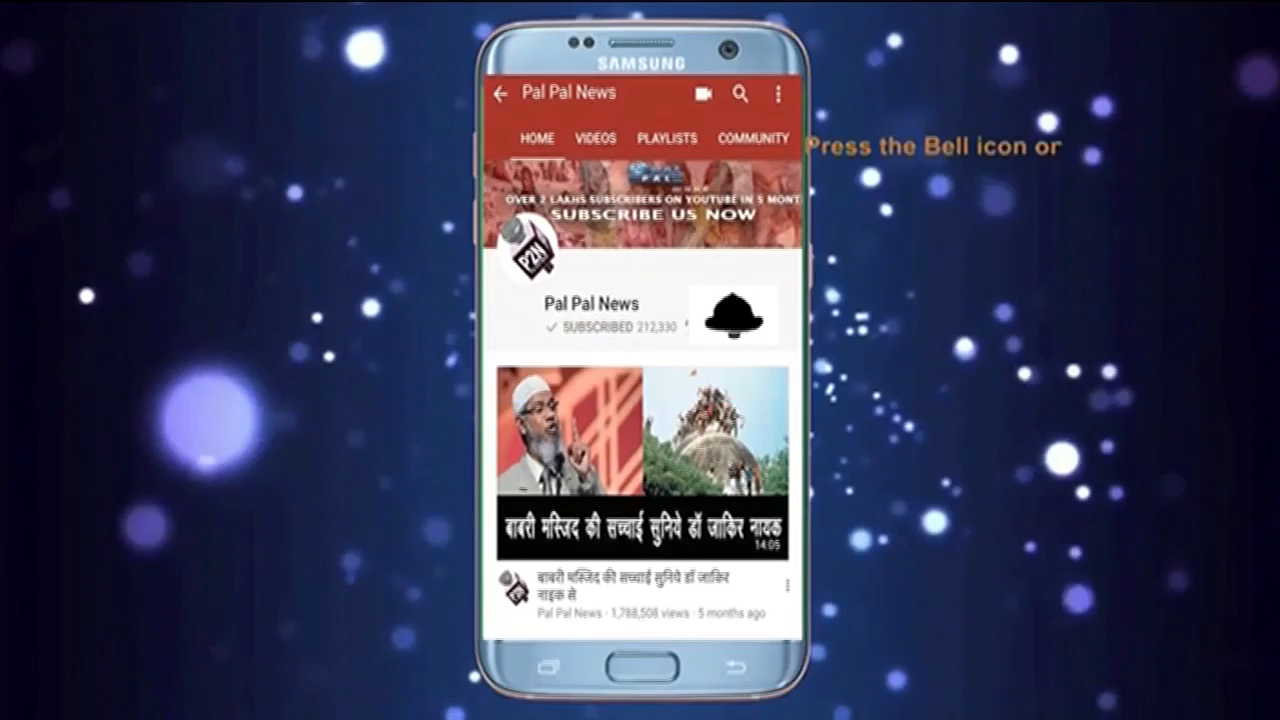 SAMSUNG
Pal Pal News
HOME VIDEOS PLAYLISTS COMMUNITY
Press the Bell icon or
PAL
OVER 2 LAKHS SUBSCRIBERS ON YOUTUBE IN 5 MONT
SUBSCRIBE US NOW
P2N
Pal Pal News
SUBSCRIBED 212,330
बाबरी मस्जिद की सच्चाई सुनिये डॉ जाकिर नायक
14:05
बाबरी मस्जिद की सच्चाई सुनिये डॉ जाकिर
नाइक से
Pal Pal News · 1,788,508 views · 5 months ago